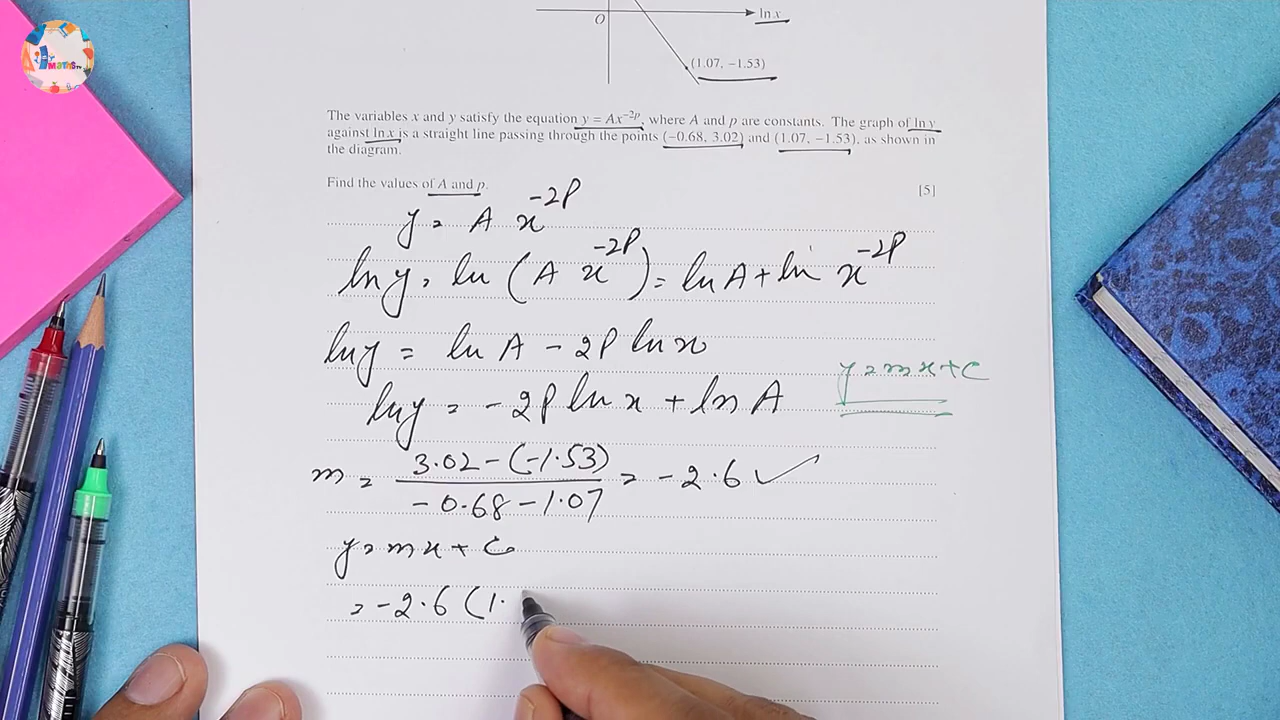 O
ln x
(1.07, −1.53)
The variables x and y satisfy the equation y = Ax⁻²ᵖ, where A and p are constants. The graph of ln y
against ln x is a straight line passing through the points (−0.68, 3.02) and (1.07, −1.53), as shown in
the diagram.
Find the values of A and p.
[5]
y = A x^-2P
ln y = ln (A x^-2P) = ln A + ln x^-2P
ln y = ln A - 2P ln x
ln y = - 2P ln x + ln A
y = mx + C
m = 3.02 - (-1.53) / -0.68 - 1.07 = -2.6 ✓
y = mx + C
= -2.6 (1.